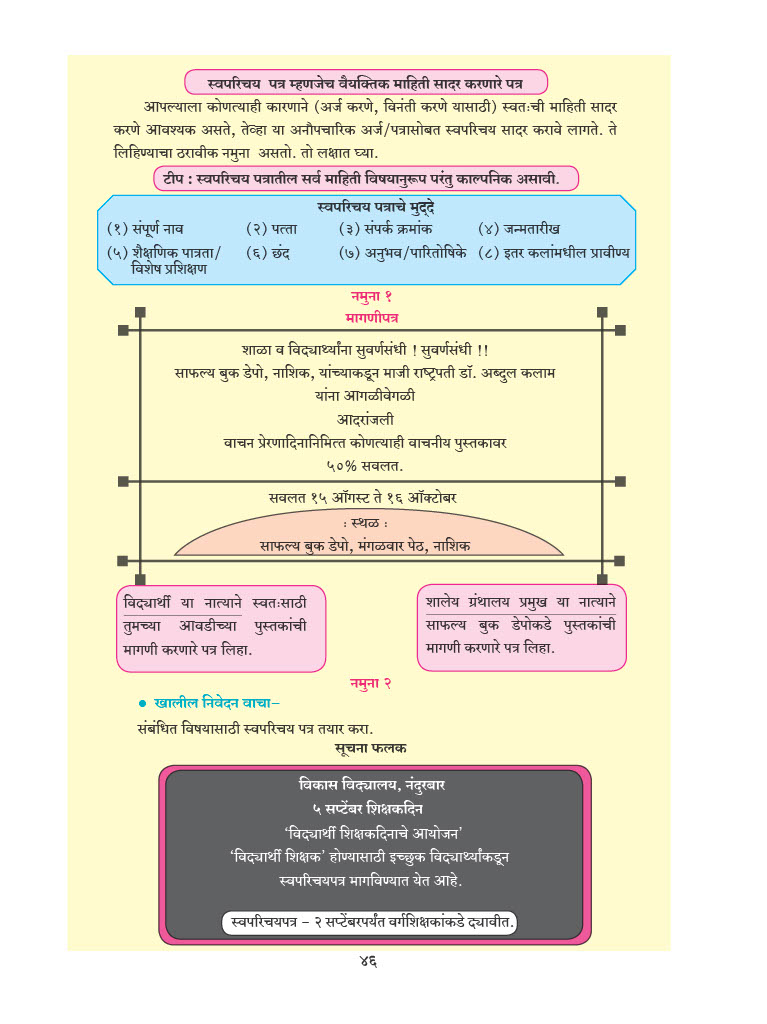 स्वपरिचय पत्र म्हणजेच वैयक्तिक माहिती सादर करणारे पत्र
आपल्याला कोणत्याही कारणाने (अर्ज करणे, विनंती करणे यासाठी) स्वतःची माहिती सादर
करणे आवश्यक असते, तेव्हा या अनौपचारिक अर्ज/पत्रासोबत स्वपरिचय सादर करावे लागते. ते
लिहिण्याचा ठरावीक नमुना असतो. तो लक्षात घ्या.
टीप : स्वपरिचय पत्रातील सर्व माहिती विषयानुरूप परंतु काल्पनिक असावी.
स्वपरिचय पत्राचे मुद्दे
(१) संपूर्ण नाव (२) पत्ता (३) संपर्क क्रमांक (४) जन्मतारीख
(५) शैक्षणिक पात्रता/ (६) छंद (७) अनुभव/पारितोषिके (८) इतर कलांमधील प्रावीण्य
विशेष प्रशिक्षण
नमुना १
मागणीपत्र
शाळा व विद्यार्थ्यांना सुवर्णसंधी ! सुवर्णसंधी !!
साफल्य बुक डेपो, नाशिक, यांच्याकडून माजी राष्ट्रपती डॉ. अब्दुल कलाम
यांना आगळीवेगळी
आदरांजली
वाचन प्रेरणादिनानिमित्त कोणत्याही वाचनीय पुस्तकावर
५०% सवलत.
सवलत १५ ऑगस्ट ते १६ ऑक्टोबर
: स्थळ :
साफल्य बुक डेपो, मंगळवार पेठ, नाशिक
विद्यार्थी या नात्याने स्वतःसाठी
तुमच्या आवडीच्या पुस्तकांची
मागणी करणारे पत्र लिहा.
शालेय ग्रंथालय प्रमुख या नात्याने
साफल्य बुक डेपोकडे पुस्तकांची
मागणी करणारे पत्र लिहा.
नमुना २
• खालील निवेदन वाचा–
संबंधित विषयासाठी स्वपरिचय पत्र तयार करा.
सूचना फलक
विकास विद्यालय, नंदुरबार
५ सप्टेंबर शिक्षकदिन
‘विद्यार्थी शिक्षकदिनाचे आयोजन’
‘विद्यार्थी शिक्षक’ होण्यासाठी इच्छुक विद्यार्थ्यांकडून
स्वपरिचयपत्र मागविण्यात येत आहे.
स्वपरिचयपत्र – २ सप्टेंबरपर्यंत वर्गशिक्षकांकडे द्यावीत.
४६